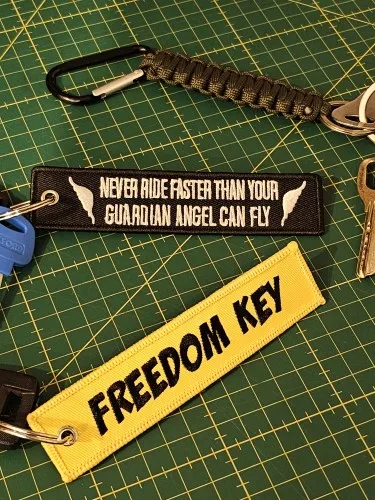 NEVER RIDE FASTER THAN YOUR
GUARDIAN ANGEL CAN FLY
FREEDOM KEY